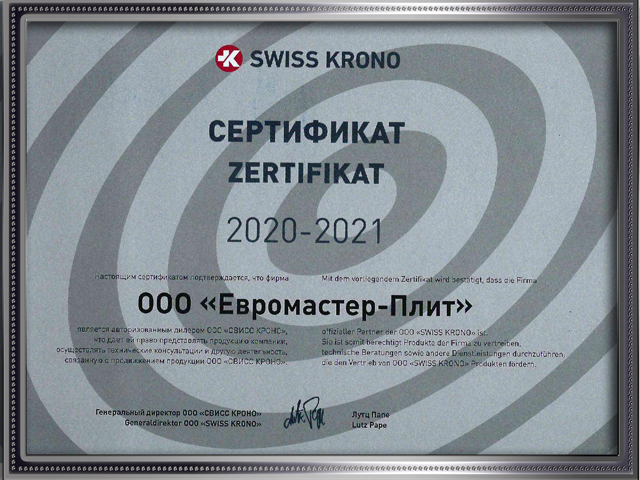 SWISS KRONO
СЕРТИФИКАТ
ZERTIFIKAT
2020-2021
Настоящим сертификатом подтверждается, что фирма
Mit dem vorliegendem Zertifikat wird bestätigt, dass die Firma
ООО «Евромастер-Плит»
является авторизованным дилером ООО «СВИСС КРОНО»,
что дает ей право представлять продукцию компании,
осуществлять технические консультации и другую деятельность,
связанную с продвижением продукции ООО «СВИСС КРОНО».
offizieller Partner der ООО «SWISS KRONO» ist.
Sie ist somit berechtigt Produkte der Firma zu vertreiben,
technische Beratungen sowie andere Dienstleistungen durchzuführen,
die den Vertrieb von ООО «SWISS KRONO» Produkten fördern.
Генеральный директор ООО «СВИСС КРОНО»
Generaldirektor ООО «SWISS KRONO»
Лутц Папе
Lutz Pape